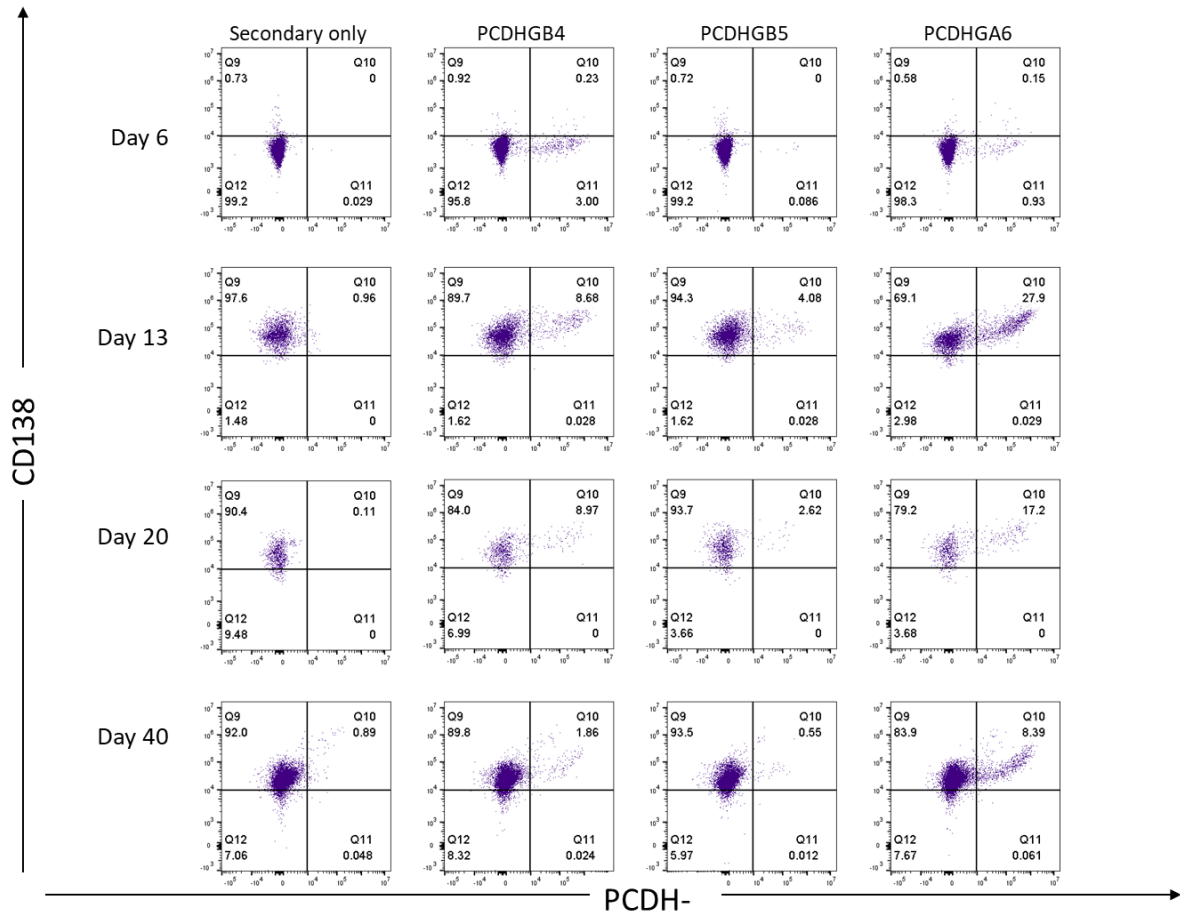 Secondary only PCDHGB4 PCDHGB5 PCDHGA6
Day 6
Q9 Q10 Q9 Q10 Q9 Q10 Q9 Q10
0.73 0 0.92 0.23 0.72 0 0.58 0.15
Q12 Q11 Q12 Q11 Q12 Q11 Q12 Q11
99.2 0.029 95.8 3.00 99.2 0.086 98.3 0.93
Day 13
Q9 Q10 Q9 Q10 Q9 Q10 Q9 Q10
97.6 0.96 89.7 8.68 94.3 4.08 69.1 27.9
Q12 Q11 Q12 Q11 Q12 Q11 Q12 Q11
1.48 0 1.62 0.028 1.62 0.028 2.98 0.029
Day 20
Q9 Q10 Q9 Q10 Q9 Q10 Q9 Q10
90.4 0.11 84.0 8.97 93.7 2.62 79.2 17.2
Q12 Q11 Q12 Q11 Q12 Q11 Q12 Q11
9.48 0 6.99 0 3.66 0 3.68 0
Day 40
Q9 Q10 Q9 Q10 Q9 Q10 Q9 Q10
92.0 0.89 89.8 1.86 93.5 0.55 83.9 8.39
Q12 Q11 Q12 Q11 Q12 Q11 Q12 Q11
7.06 0.048 8.32 0.024 5.97 0.012 7.67 0.061
CD138
PCDH-